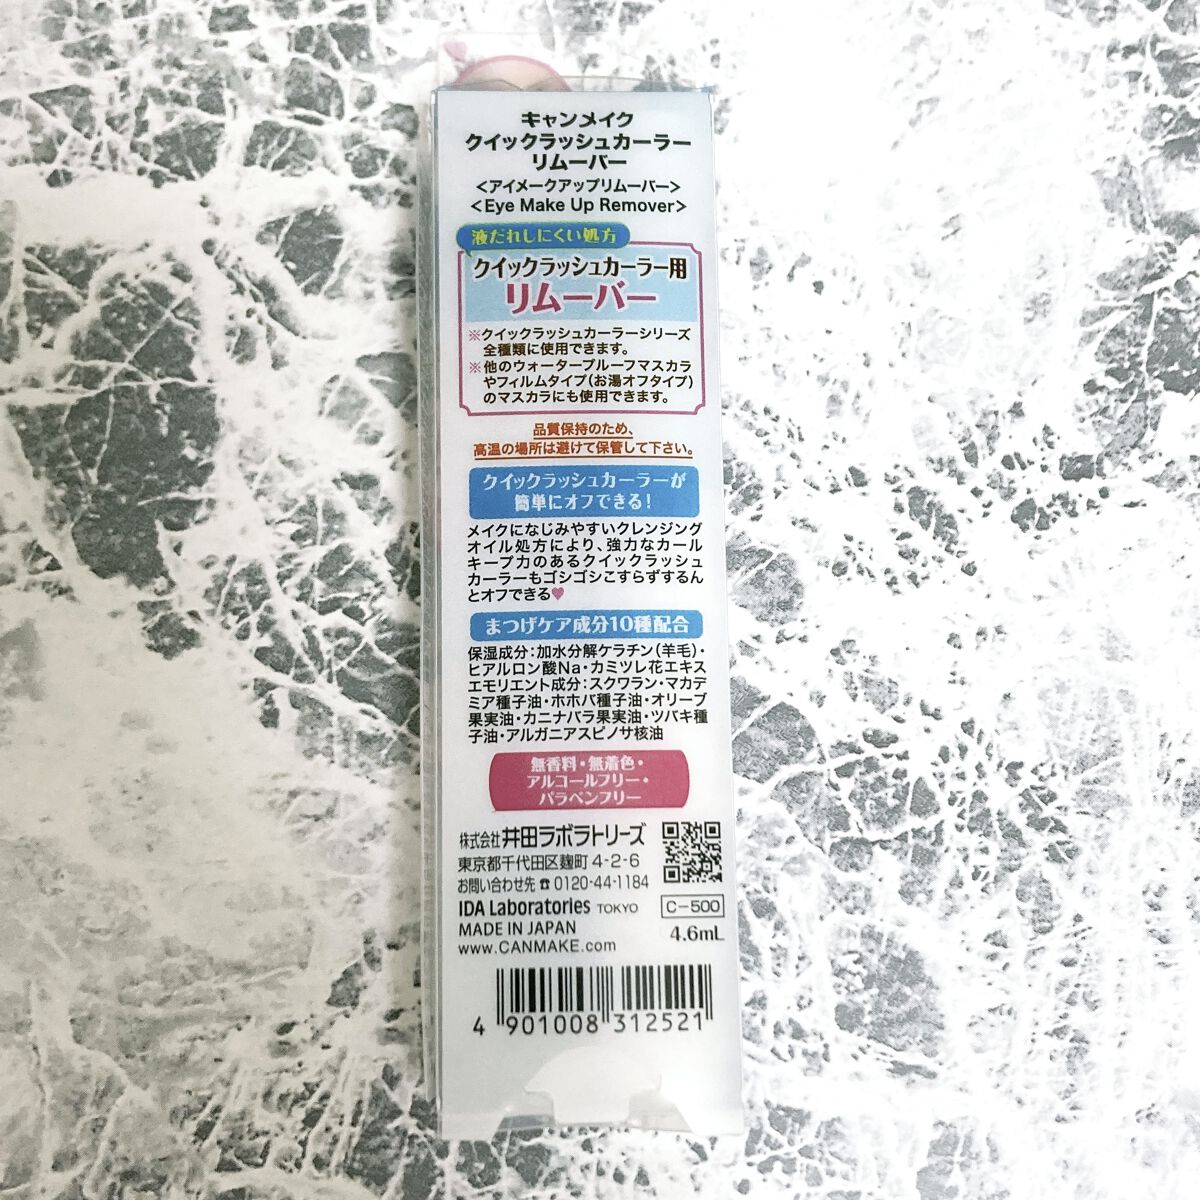 キャンメイク
クイックラッシュカーラー
リムーバー
<アイメークアップリムーバー>
<Eye Make Up Remover>
液だれしにくい処方
クイックラッシュカーラー用
リムーバー
※クイックラッシュカーラーシリーズ
全種類に使用できます。
※他のウォータープルーフマスカラ
やフィルムタイプ(お湯オフタイプ)
のマスカラにも使用できます。
品質保持のため、
高温の場所は避けて保管して下さい。
クイックラッシュカーラーが
簡単にオフできる!
メイクになじみやすいクレンジング
オイル処方により、強力なカール
キープ力のあるクイックラッシュ
カーラーもゴシゴシこすらずするん
とオフできる♥
まつげケア成分10種配合
保湿成分:加水分解ケラチン(羊毛)・
ヒアルロン酸Na・カミツレ花エキス
エモリエント成分:スクワラン・マカデ
ミア種子油・ホホバ種子油・オリーブ
果実油・カニナバラ果実油・ツバキ種
子油・アルガニアスピノサ核油
無香料・無着色・
アルコールフリー・
パラベンフリー
株式会社 井田ラボラトリーズ
東京都千代田区麹町4-2-6
お問い合わせ先 ☎0120-44-1184
IDA Laboratories TOKYO
C-500
MADE IN JAPAN
4.6mL
www.CANMAKE.com
4 901008 312521